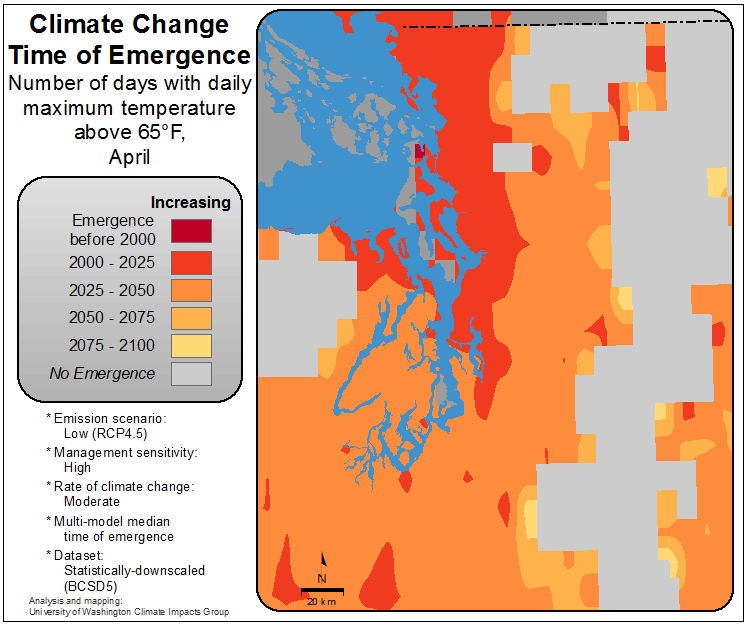 Climate Change
Time of Emergence
Number of days with daily
maximum temperature
above 65°F,
April
Increasing
Emergence
before 2000
2000 - 2025
2025 - 2050
2050 - 2075
2075 - 2100
No Emergence
* Emission scenario:
Low (RCP4.5)
* Management sensitivity:
High
* Rate of climate change:
Moderate
* Multi-model median
time of emergence
* Dataset:
Statistically-downscaled
(BCSD5)
Analysis and mapping:
University of Washington Climate Impacts Group
N
20 km